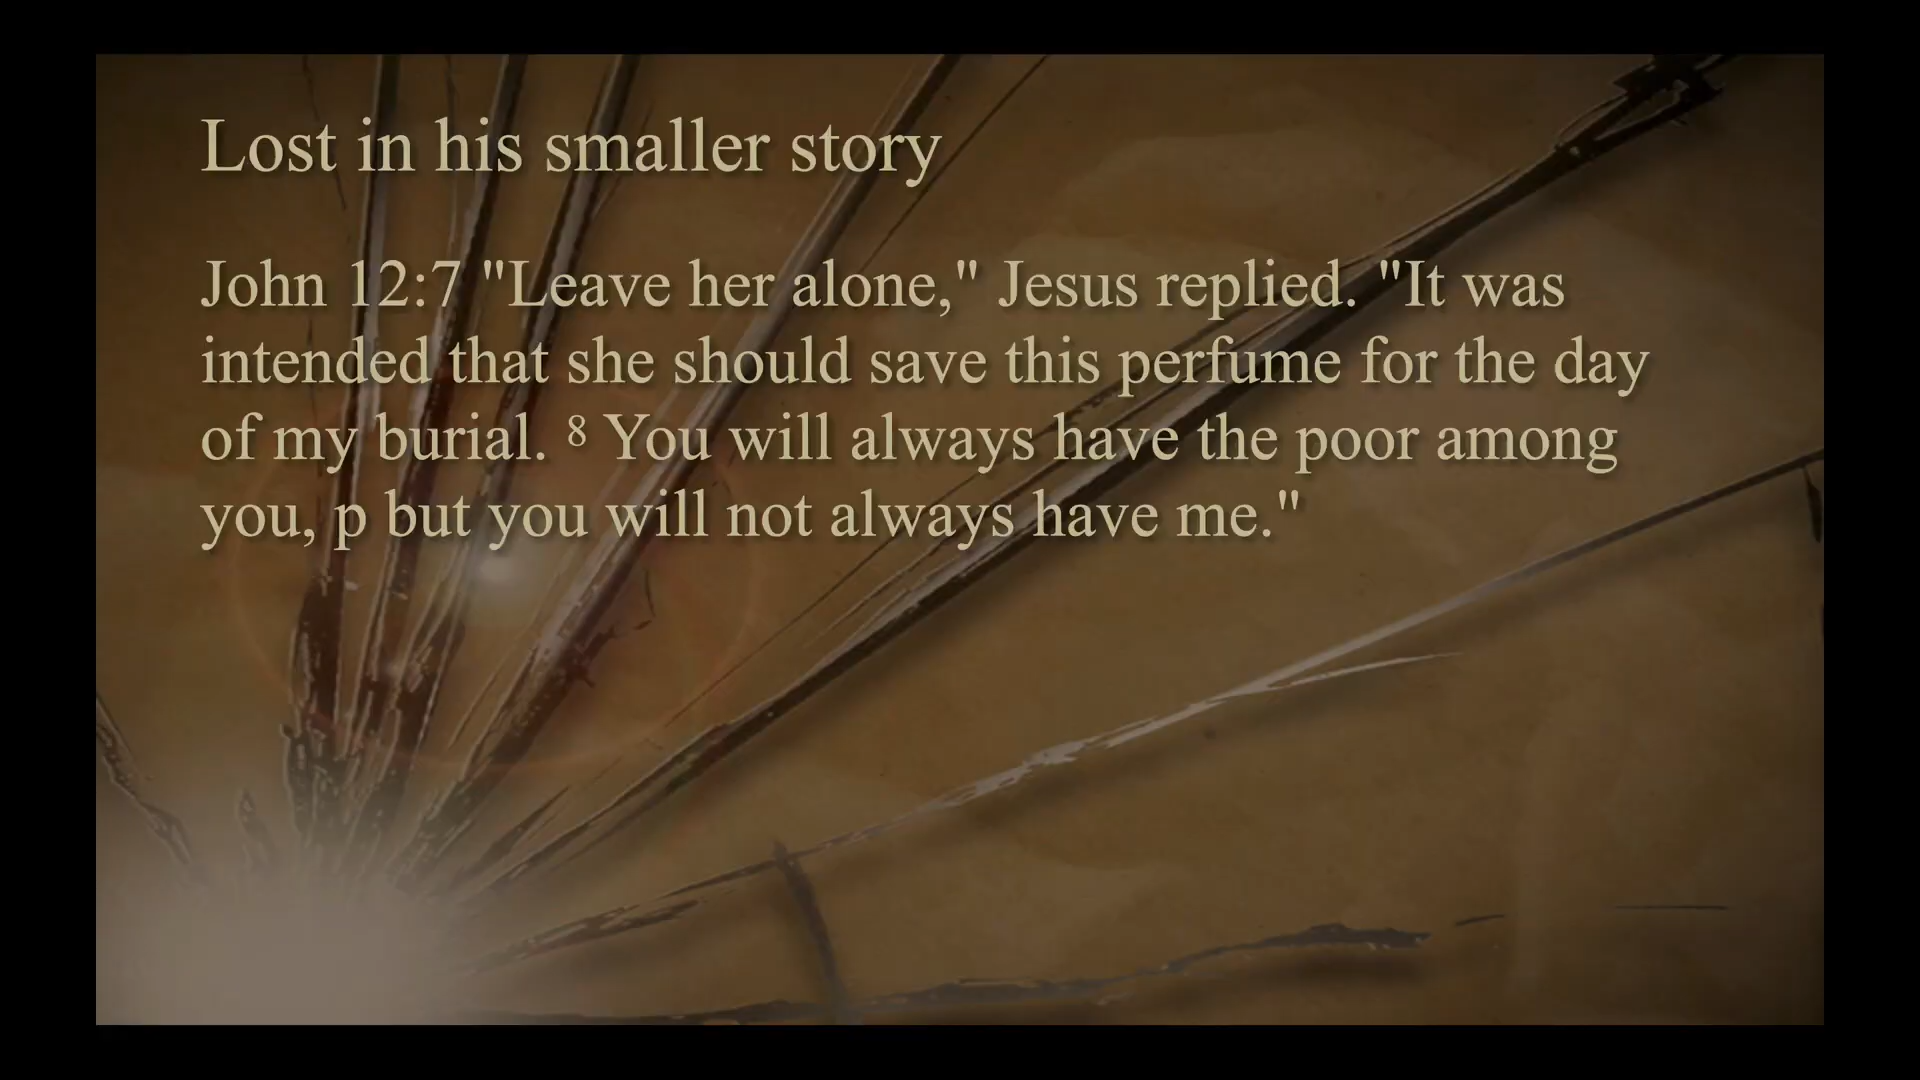 Lost in his smaller story
John 12:7 "Leave her alone," Jesus replied. "It was
intended that she should save this perfume for the day
of my burial. 8 You will always have the poor among
you, p but you will not always have me."